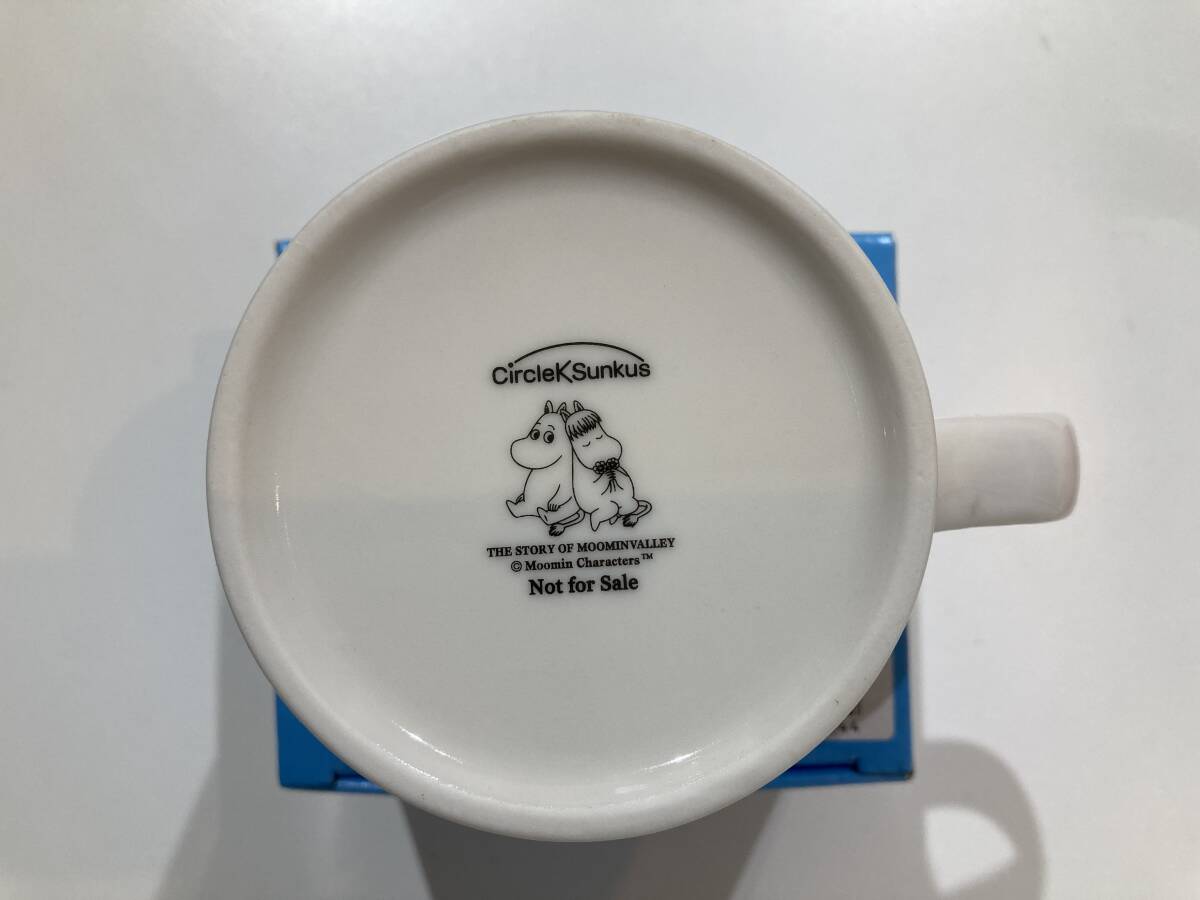 CircleKSunkus
THE STORY OF MOOMINVALLEY
© Moomin Characters™
Not for Sale